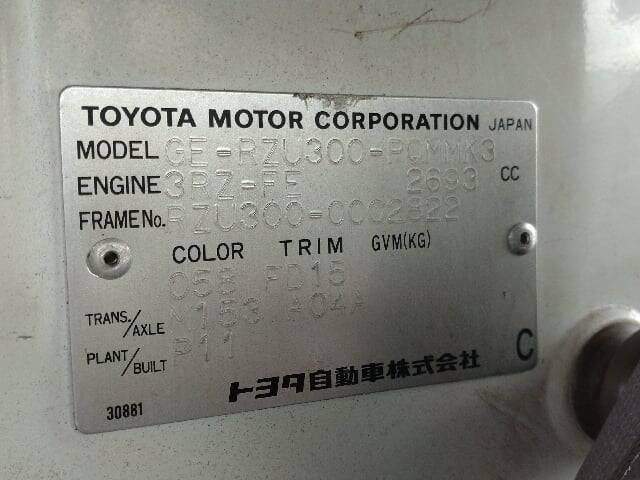 TOYOTA MOTOR CORPORATION JAPAN
MODEL GE-RZU300-PQMMK3
ENGINE 3RZ-FE 2693 CC
FRAME No. RZU300-0002822
COLOR TRIM GVM(KG)
058 FD15
TRANS./AXLE M153 A04A
PLANT/BUILT P11
C
トヨタ自動車株式会社
30881